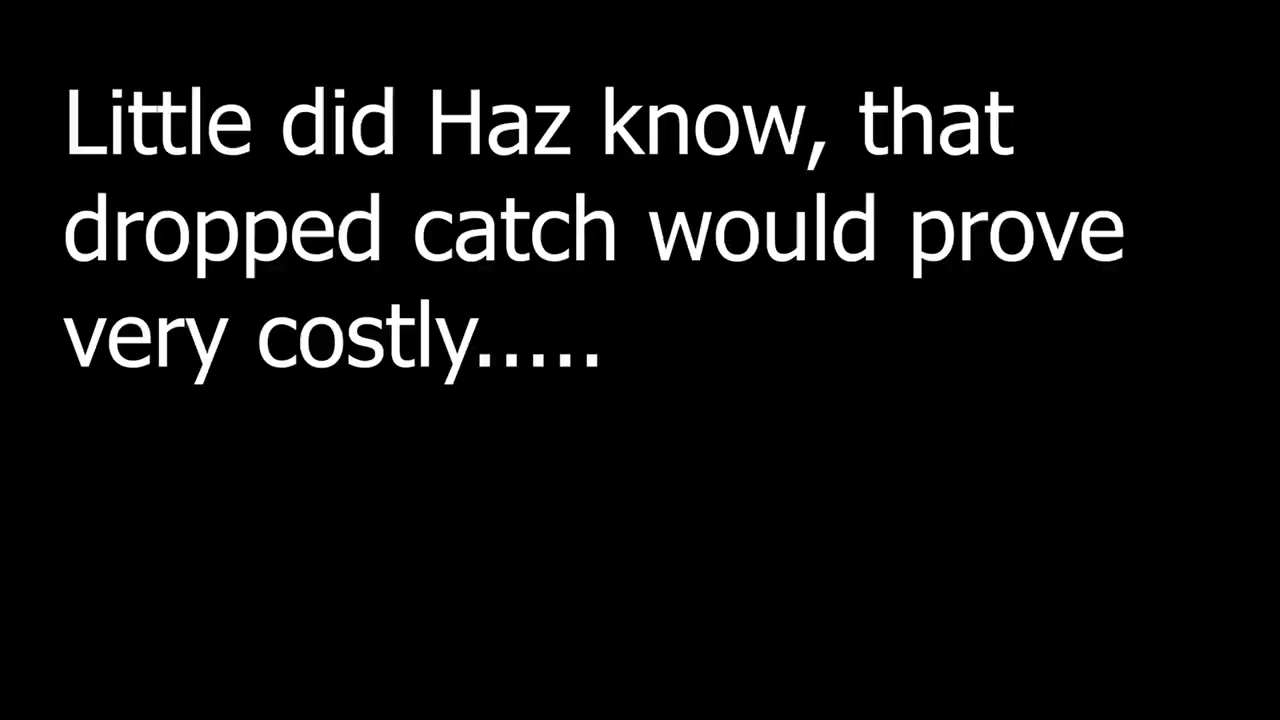 Little did Haz know, that
dropped catch would prove
very costly.....